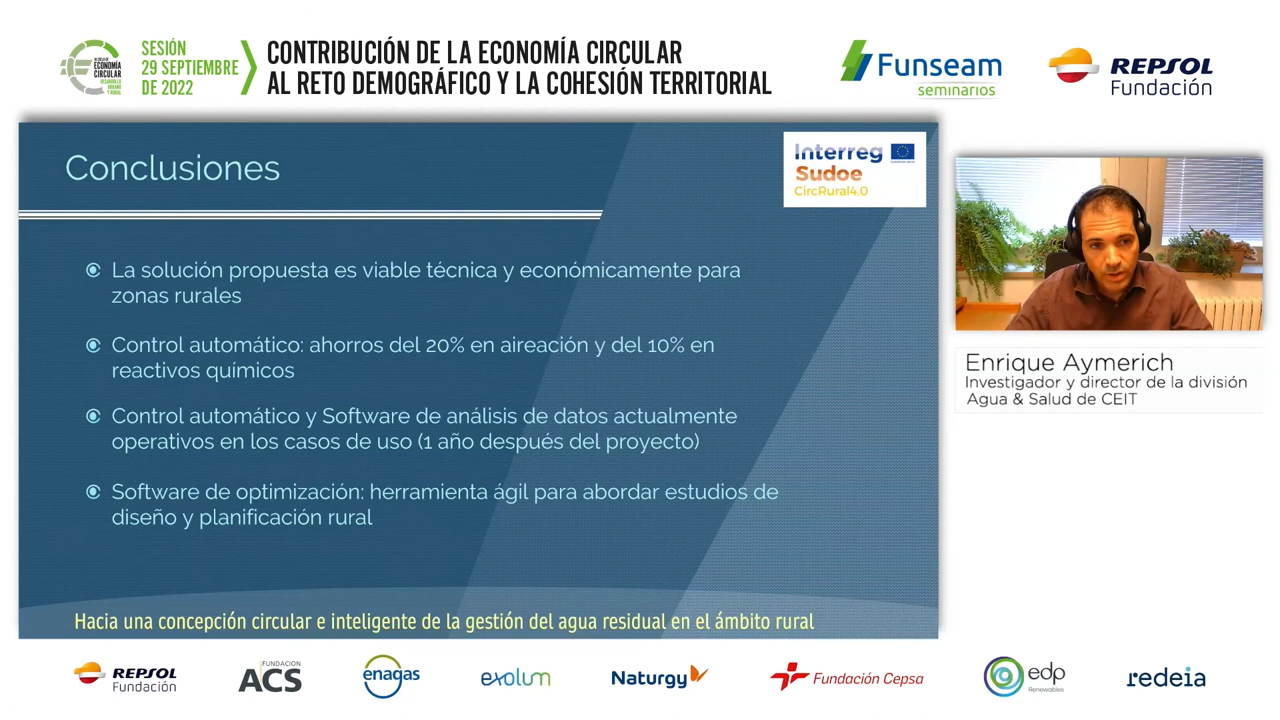 SESIÓN
29 SEPTIEMBRE
DE 2022
ECONOMÍA
CIRCULAR
CONTRIBUCIÓN DE LA ECONOMÍA CIRCULAR
AL RETO DEMOGRÁFICO Y LA COHESIÓN TERRITORIAL
Funseam
seminarios
REPSOL
Fundación
Conclusiones
Interreg
Sudoe
CircRural4.0
La solución propuesta es viable técnica y económicamente para
zonas rurales
Control automático: ahorros del 20% en aireación y del 10% en
reactivos químicos
Control automático y Software de análisis de datos actualmente
operativos en los casos de uso (1 año después del proyecto)
Software de optimización: herramienta ágil para abordar estudios de
diseño y planificación rural
Hacia una concepción circular e inteligente de la gestión del agua residual en el ámbito rural
Enrique Aymerich
Investigador y director de la división
Agua & Salud de CEIT
REPSOL
Fundación
FUNDACION
ACS
enagas
exolum
Naturgy
Fundación Cepsa
edp
Renewables
redeia